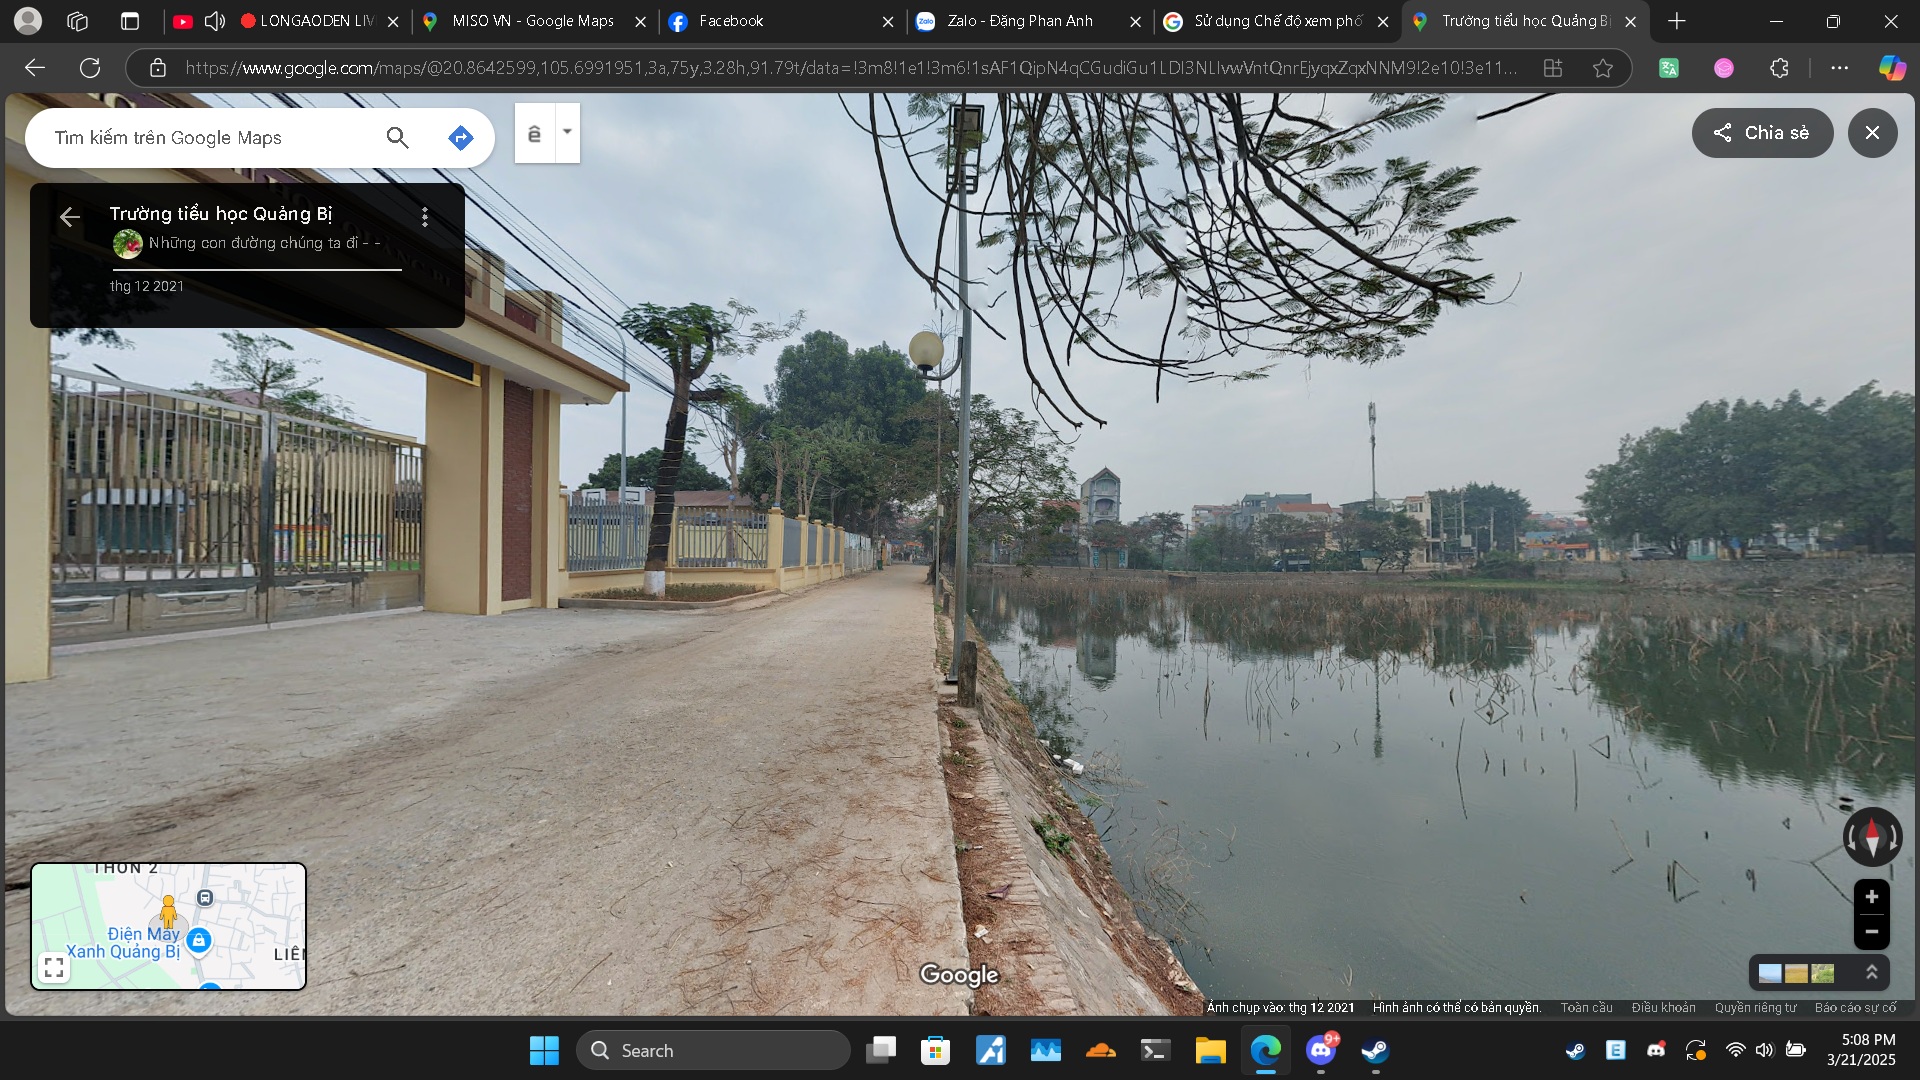 LONGAODEN LIV
MISO VN - Google Maps
Facebook
Zalo - Đặng Phan Anh
Sử dụng Chế độ xem phố
Trường tiểu học Quảng Bị
https://www.google.com/maps/@20.8642599,105.6991951,3a,75y,3.28h,91.79t/data=!3m8!1e1!3m6!1sAF1QipN4qCGudiGu1LDI3NLIvwVntQnrEjyqxZqxNNM9!2e10!3e11...
Tìm kiếm trên Google Maps
ê
Chia sẻ
Trường tiểu học Quảng Bị
Những con đường chúng ta đi - -
thg 12 2021
THÔN 2
Điện Máy
Xanh Quảng Bị
LIÊN
Google
Ảnh chụp vào: thg 12 2021 Hình ảnh có thể có bản quyền. Toàn cầu Điều khoản Quyền riêng tư Báo cáo sự cố
Search
9+
5:08 PM
3/21/2025